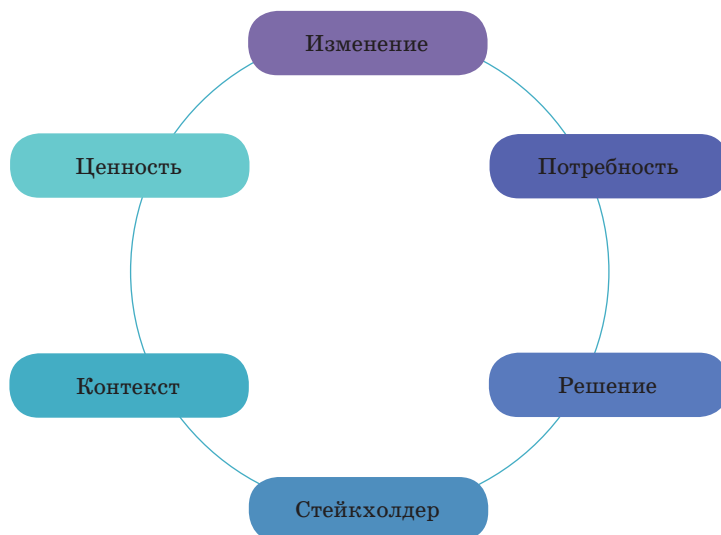 Изменение
Ценность
Потребность
Контекст
Решение
Стейкхолдер